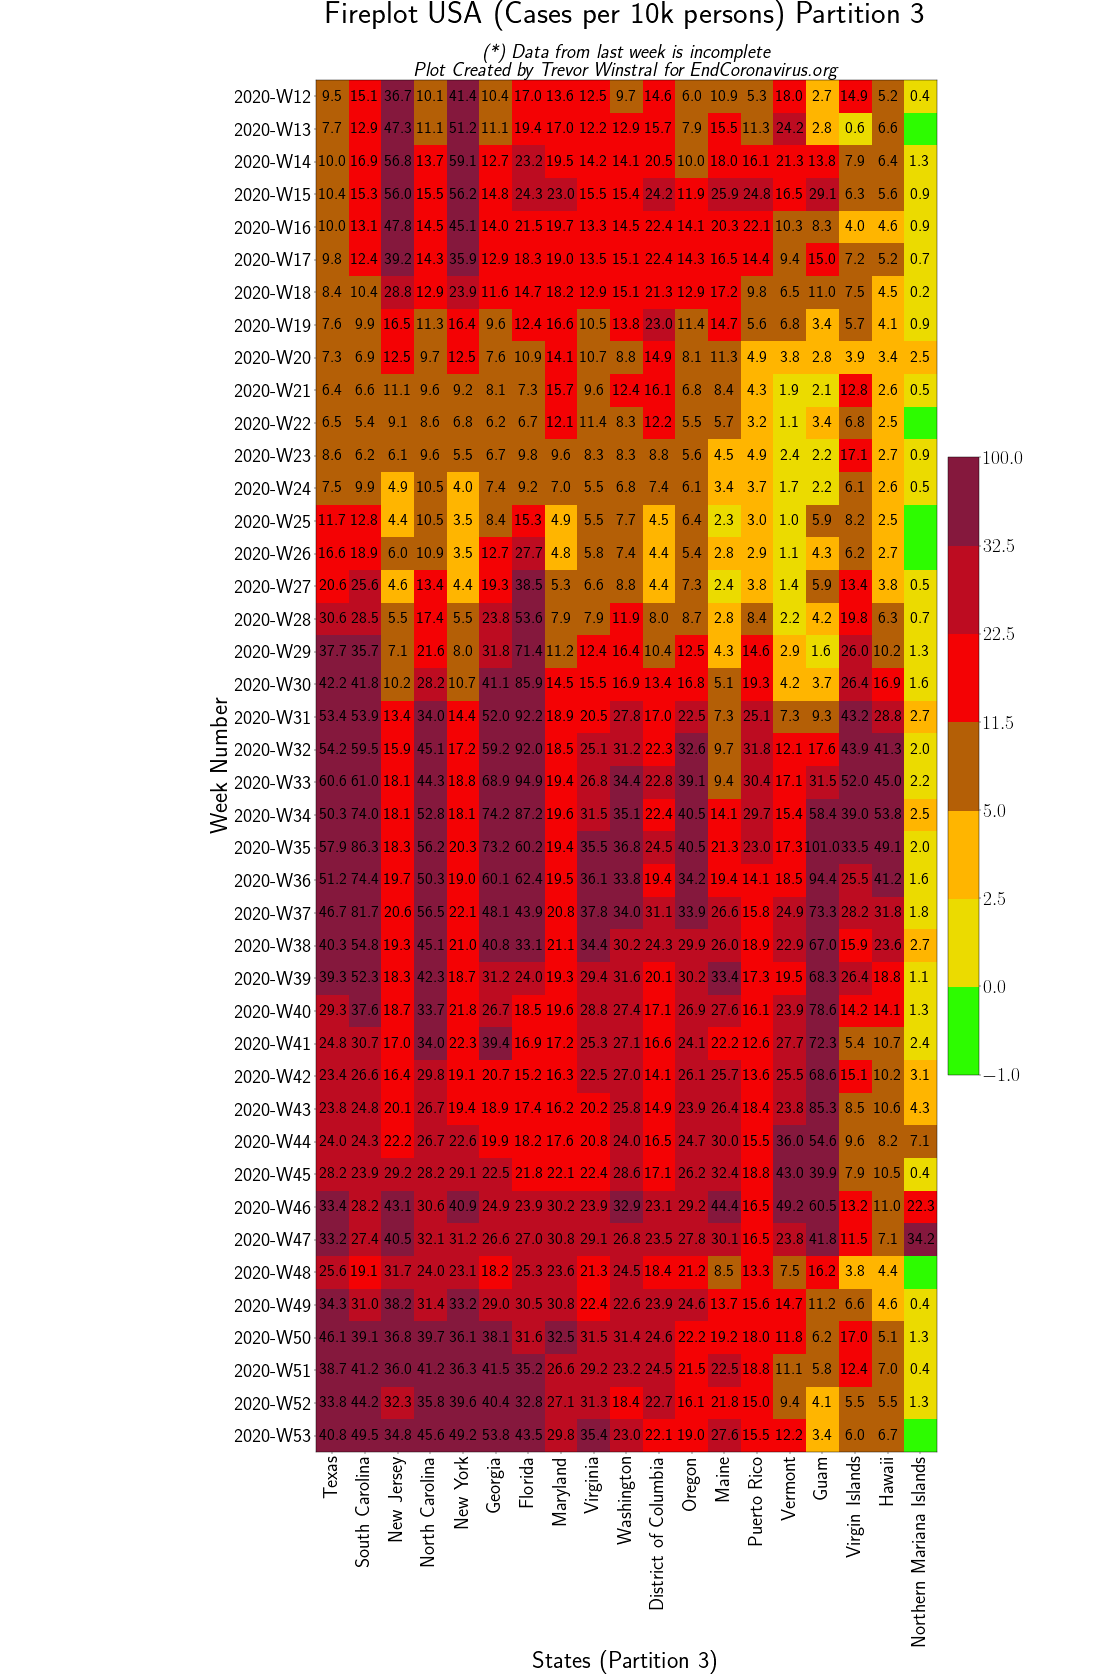 Fireplot USA (Cases per 10k persons) Partition 3
(*) Data from last week is incomplete
Plot Created by Trevor Winstral for EndCoronavirus.org
2020-W12 9.5 15.1 36.7 10.1 41.4 10.4 17.0 13.6 12.5 9.7 14.6 6.0 10.9 5.3 18.0 2.7 14.9 5.2 0.4
2020-W13 7.7 12.9 47.3 11.1 51.2 11.1 19.4 17.0 12.2 12.9 15.7 7.9 15.5 11.3 24.2 2.8 0.6 6.6
2020-W14 10.0 16.9 56.8 13.7 59.1 12.7 23.2 19.5 14.2 14.1 20.5 10.0 18.0 16.1 21.3 13.8 7.9 6.4 1.3
2020-W15 10.4 15.3 56.0 15.5 56.2 14.8 24.3 23.0 15.5 15.4 24.2 11.9 25.9 24.8 16.5 29.1 6.3 5.6 0.9
2020-W16 10.0 13.1 47.8 14.5 45.1 14.0 21.5 19.7 13.3 14.5 22.4 14.1 20.3 22.1 10.3 8.3 4.0 4.6 0.9
2020-W17 9.8 12.4 39.2 14.3 35.9 12.9 18.3 19.0 13.5 15.1 22.4 14.3 16.5 14.4 9.4 15.0 7.2 5.2 0.7
2020-W18 8.4 10.4 28.8 12.9 23.9 11.6 14.7 18.2 12.9 15.1 21.3 12.9 17.2 9.8 6.5 11.0 7.5 4.5 0.2
2020-W19 7.6 9.9 16.5 11.3 16.4 9.6 12.4 16.6 10.5 13.8 23.0 11.4 14.7 5.6 6.8 3.4 5.7 4.1 0.9
2020-W20 7.3 6.9 12.5 9.7 12.5 7.6 10.9 14.1 10.7 8.8 14.9 8.1 11.3 4.9 3.8 2.8 3.9 3.4 2.5
2020-W21 6.4 6.6 11.1 9.6 9.2 8.1 7.3 15.7 9.6 12.4 16.1 6.8 8.4 4.3 1.9 2.1 12.8 2.6 0.5
2020-W22 6.5 5.4 9.1 8.6 6.8 6.2 6.7 12.1 11.4 8.3 12.2 5.5 5.7 3.2 1.1 3.4 6.8 2.5
2020-W23 8.6 6.2 6.1 9.6 5.5 6.7 9.8 9.6 8.3 8.3 8.8 5.6 4.5 4.9 2.4 2.2 17.1 2.7 0.9
2020-W24 7.5 9.9 4.9 10.5 4.0 7.4 9.2 7.0 5.5 6.8 7.4 6.1 3.4 3.7 1.7 2.2 6.1 2.6 0.5
2020-W25 11.7 12.8 4.4 10.5 3.5 8.4 15.3 4.9 5.5 7.7 4.5 6.4 2.3 3.0 1.0 5.9 8.2 2.5
2020-W26 16.6 18.9 6.0 10.9 3.5 12.7 27.7 4.8 5.8 7.4 4.4 5.4 2.8 2.9 1.1 4.3 6.2 2.7
2020-W27 20.6 25.6 4.6 13.4 4.4 19.3 38.5 5.3 6.6 8.8 4.4 7.3 2.4 3.8 1.4 5.9 13.4 3.8 0.5
2020-W28 30.6 28.5 5.5 17.4 5.5 23.8 53.6 7.9 7.9 11.9 8.0 8.7 2.8 8.4 2.2 4.2 19.8 6.3 0.7
2020-W29 37.7 35.7 7.1 21.6 8.0 31.8 71.4 11.2 12.4 16.4 10.4 12.5 4.3 14.6 2.9 1.6 26.0 10.2 1.3
2020-W30 42.2 41.8 10.2 28.2 10.7 41.1 85.9 14.5 15.5 16.9 13.4 16.8 5.1 19.3 4.2 3.7 26.4 16.9 1.6
2020-W31 53.4 53.9 13.4 34.0 14.4 52.0 92.2 18.9 20.5 27.8 17.0 22.5 7.3 25.1 7.3 9.3 43.2 28.8 2.7
2020-W32 54.2 59.5 15.9 45.1 17.2 59.2 92.0 18.5 25.1 31.2 22.3 32.6 9.7 31.8 12.1 17.6 43.9 41.3 2.0
2020-W33 60.6 61.0 18.1 44.3 18.8 68.9 94.9 19.4 26.8 34.4 22.8 39.1 9.4 30.4 17.1 31.5 52.0 45.0 2.2
2020-W34 50.3 74.0 18.1 52.8 18.1 74.2 87.2 19.6 31.5 35.1 22.4 40.5 14.1 29.7 15.4 58.4 39.0 53.8 2.5
2020-W35 57.9 86.3 18.3 56.2 20.3 73.2 60.2 19.4 35.5 36.8 24.5 40.5 21.3 23.0 17.3 101.0 33.5 49.1 2.0
2020-W36 51.2 74.4 19.7 50.3 19.0 60.1 62.4 19.5 36.1 33.8 19.4 34.2 19.4 14.1 18.5 94.4 25.5 41.2 1.6
2020-W37 46.7 81.7 20.6 56.5 22.1 48.1 43.9 20.8 37.8 34.0 31.1 33.9 26.6 15.8 24.9 73.3 28.2 31.8 1.8
2020-W38 40.3 54.8 19.3 45.1 21.0 40.8 33.1 21.1 34.4 30.2 24.3 29.9 26.0 18.9 22.9 67.0 15.9 23.6 2.7
2020-W39 39.3 52.3 18.3 42.3 18.7 31.2 24.0 19.3 29.4 31.6 20.1 30.2 33.4 17.3 19.5 68.3 26.4 18.8 1.1
2020-W40 29.3 37.6 18.7 33.7 21.8 26.7 18.5 19.6 28.8 27.4 17.1 26.9 27.6 16.1 23.9 78.6 14.2 14.1 1.3
2020-W41 24.8 30.7 17.0 34.0 22.3 39.4 16.9 17.2 25.3 27.1 16.6 24.1 22.2 12.6 27.7 72.3 5.4 10.7 2.4
2020-W42 23.4 26.6 16.4 29.8 19.1 20.7 15.2 16.3 22.5 27.0 14.1 26.1 25.7 13.6 25.5 68.6 15.1 10.2 3.1
2020-W43 23.8 24.8 20.1 26.7 19.4 18.9 17.4 16.2 20.2 25.8 14.9 23.9 26.4 18.4 23.8 85.3 8.5 10.6 4.3
2020-W44 24.0 24.3 22.2 26.7 22.6 19.9 18.2 17.6 20.8 24.0 16.5 24.7 30.0 15.5 36.0 54.6 9.6 8.2 7.1
2020-W45 28.2 23.9 29.2 28.2 29.1 22.5 21.8 22.1 22.4 28.6 17.1 26.2 32.4 18.8 43.0 39.9 7.9 10.5 0.4
2020-W46 33.4 28.2 43.1 30.6 40.9 24.9 23.9 30.2 23.9 32.9 23.1 29.2 44.4 16.5 49.2 60.5 13.2 11.0 22.3
2020-W47 33.2 27.4 40.5 32.1 31.2 26.6 27.0 30.8 29.1 26.8 23.5 27.8 30.1 16.5 23.8 41.8 11.5 7.1 34.2
2020-W48 25.6 19.1 31.7 24.0 23.1 18.2 25.3 23.6 21.3 24.5 18.4 21.2 8.5 13.3 7.5 16.2 3.8 4.4
2020-W49 34.3 31.0 38.2 31.4 33.2 29.0 30.5 30.8 22.4 22.6 23.9 24.6 13.7 15.6 14.7 11.2 6.6 4.6 0.4
2020-W50 46.1 39.1 36.8 39.7 36.1 38.1 31.6 32.5 31.5 31.4 24.6 22.2 19.2 18.0 11.8 6.2 17.0 5.1 1.3
2020-W51 38.7 41.2 36.0 41.2 36.3 41.5 35.2 26.6 29.2 23.2 24.5 21.5 22.5 18.8 11.1 5.8 12.4 7.0 0.4
2020-W52 33.8 44.2 32.3 35.8 39.6 40.4 32.8 27.1 31.3 18.4 22.7 16.1 21.8 15.0 9.4 4.1 5.5 5.5 1.3
2020-W53 40.8 49.5 34.8 45.6 49.2 53.8 43.5 29.8 35.4 23.0 22.1 19.0 27.6 15.5 12.2 3.4 6.0 6.7
Week Number
100.0
32.5
22.5
11.5
5.0
2.5
0.0
−1.0
Texas
South Carolina
New Jersey
North Carolina
New York
Georgia
Florida
Maryland
Virginia
Washington
District of Columbia
Oregon
Maine
Puerto Rico
Vermont
Guam
Virgin Islands
Hawaii
Northern Mariana Islands
States (Partition 3)